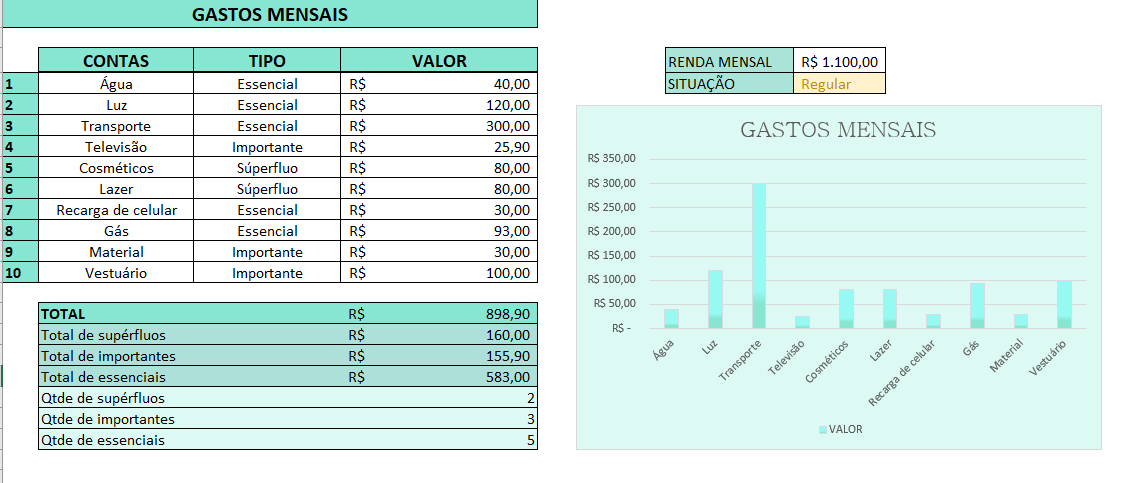 GASTOS MENSAIS
CONTAS TIPO VALOR
1 Água Essencial R$ 40,00
2 Luz Essencial R$ 120,00
3 Transporte Essencial R$ 300,00
4 Televisão Importante R$ 25,90
5 Cosméticos Súperfluo R$ 80,00
6 Lazer Súperfluo R$ 80,00
7 Recarga de celular Essencial R$ 30,00
8 Gás Essencial R$ 93,00
9 Material Importante R$ 30,00
10 Vestuário Importante R$ 100,00
TOTAL R$ 898,90
Total de supérfluos R$ 160,00
Total de importantes R$ 155,90
Total de essenciais R$ 583,00
Qtde de supérfluos 2
Qtde de importantes 3
Qtde de essenciais 5
RENDA MENSAL R$ 1.100,00
SITUAÇÃO Regular
GASTOS MENSAIS
R$ 350,00
R$ 300,00
R$ 250,00
R$ 200,00
R$ 150,00
R$ 100,00
R$ 50,00
R$ -
Água Luz Transporte Televisão Cosméticos Lazer Recarga de celular Gás Material Vestuário
VALOR